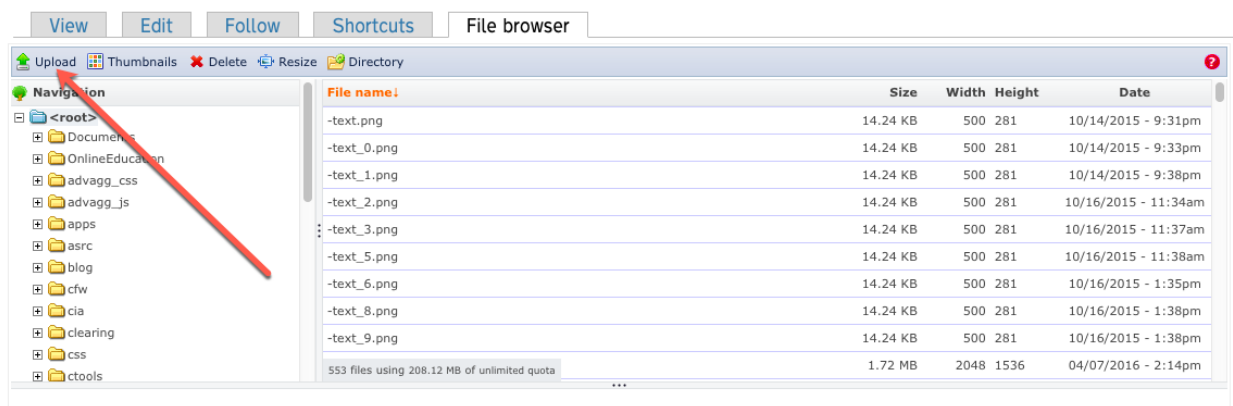 View Edit Follow Shortcuts File browser
Upload Thumbnails Delete Resize Directory ?
Navigation
<root>
Documents
OnlineEducation
advagg_css
advagg_js
apps
asrc
blog
cfw
cia
clearing
css
ctools
File name↓ Size Width Height Date
-text.png 14.24 KB 500 281 10/14/2015 - 9:31pm
-text_0.png 14.24 KB 500 281 10/14/2015 - 9:33pm
-text_1.png 14.24 KB 500 281 10/14/2015 - 9:38pm
-text_2.png 14.24 KB 500 281 10/16/2015 - 11:34am
-text_3.png 14.24 KB 500 281 10/16/2015 - 11:37am
-text_5.png 14.24 KB 500 281 10/16/2015 - 11:38am
-text_6.png 14.24 KB 500 281 10/16/2015 - 1:35pm
-text_8.png 14.24 KB 500 281 10/16/2015 - 1:38pm
-text_9.png 14.24 KB 500 281 10/16/2015 - 1:38pm
1.72 MB 2048 1536 04/07/2016 - 2:14pm
553 files using 208.12 MB of unlimited quota